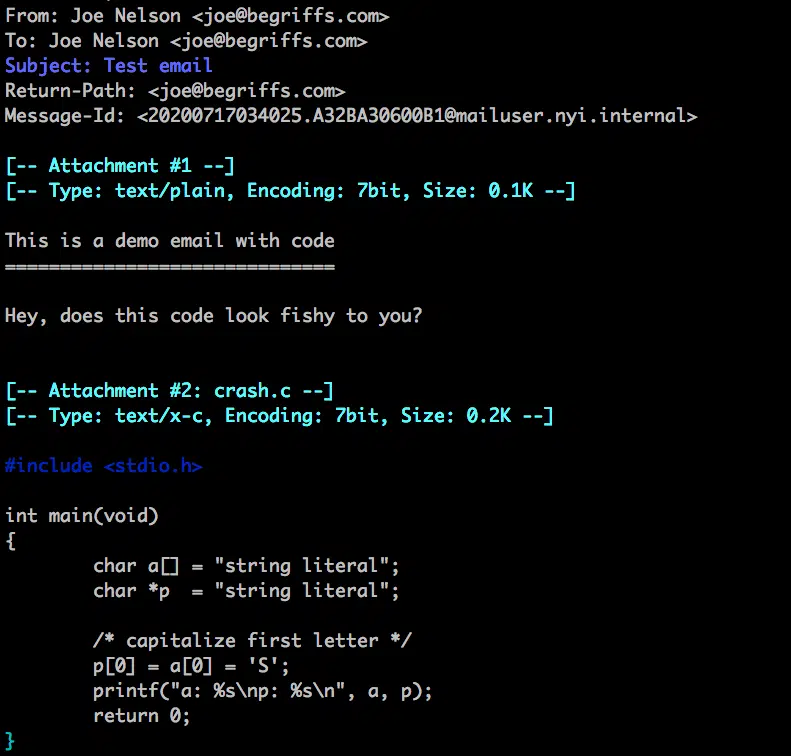 From: Joe Nelson <joe@begriffs.com>
To: Joe Nelson <joe@begriffs.com>
Subject: Test email
Return-Path: <joe@begriffs.com>
Message-Id: <20200717034025.A32BA30600B1@mailuser.nyi.internal>
[-- Attachment #1 --]
[-- Type: text/plain, Encoding: 7bit, Size: 0.1K --]
This is a demo email with code
==============================
Hey, does this code look fishy to you?
[-- Attachment #2: crash.c --]
[-- Type: text/x-c, Encoding: 7bit, Size: 0.2K --]
#include <stdio.h>
int main(void)
{
        char a[] = "string literal";
        char *p  = "string literal";
        /* capitalize first letter */
        p[0] = a[0] = 'S';
        printf("a: %s\np: %s\n", a, p);
        return 0;
}